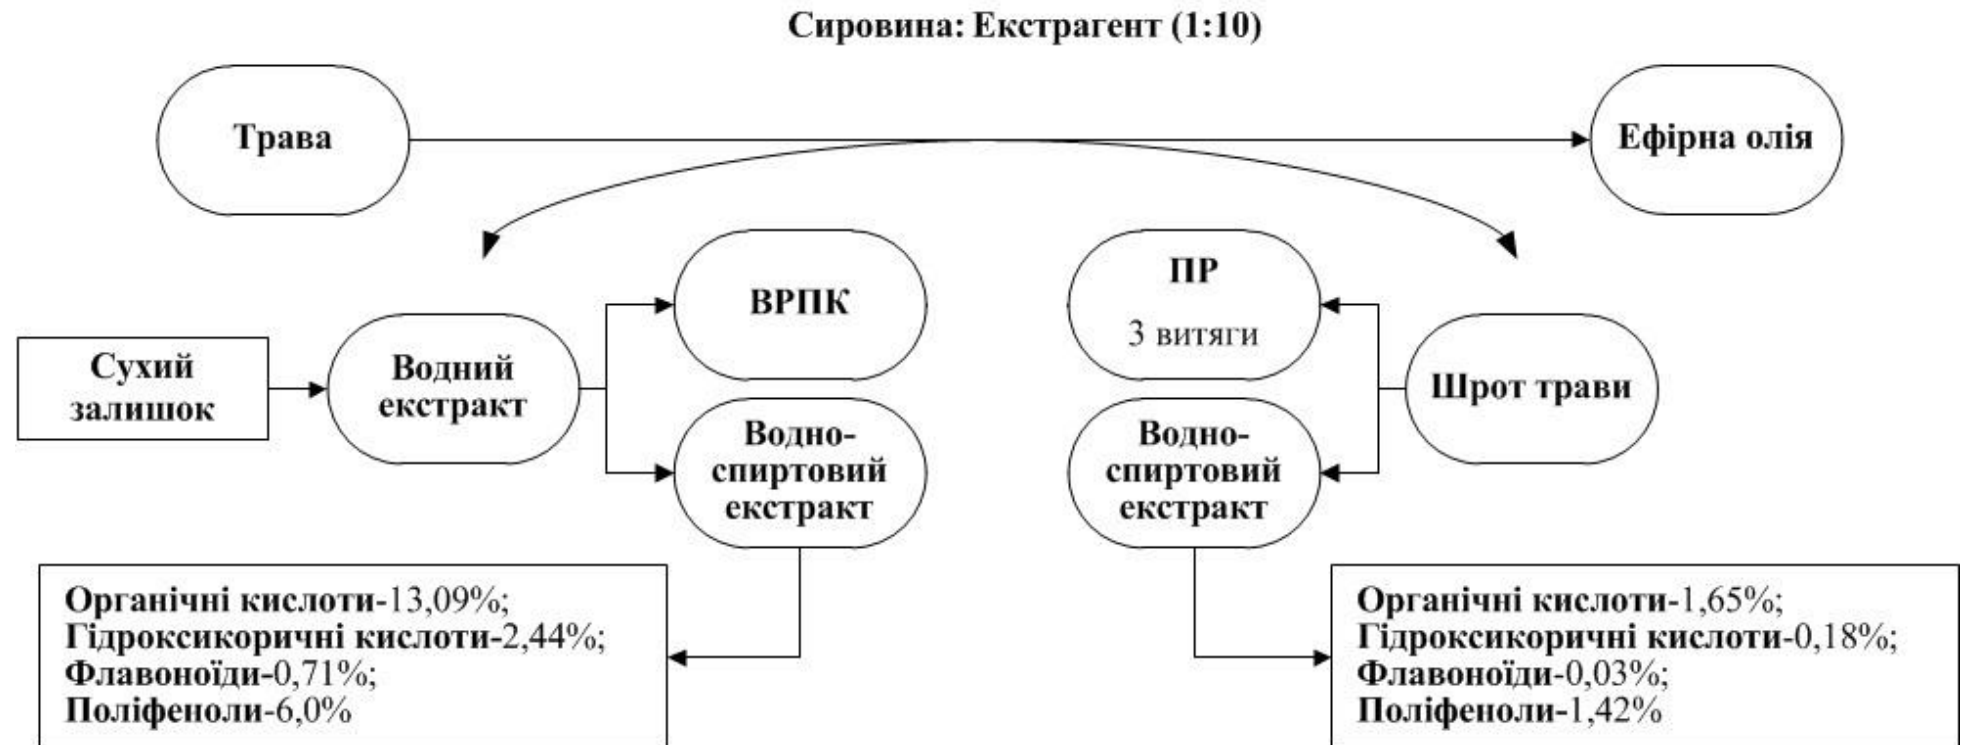 Сировина: Екстрагент (1:10)
Трава
Ефірна олія
ВРПК
ПР
3 витяги
Сухий
залишок
Водний
екстракт
Шрот трави
Водно-
спиртовий
екстракт
Водно-
спиртовий
екстракт
Органічні кислоти-13,09%;
Гідроксикоричні кислоти-2,44%;
Флавоноїди-0,71%;
Поліфеноли-6,0%
Органічні кислоти-1,65%;
Гідроксикоричні кислоти-0,18%;
Флавоноїди-0,03%;
Поліфеноли-1,42%